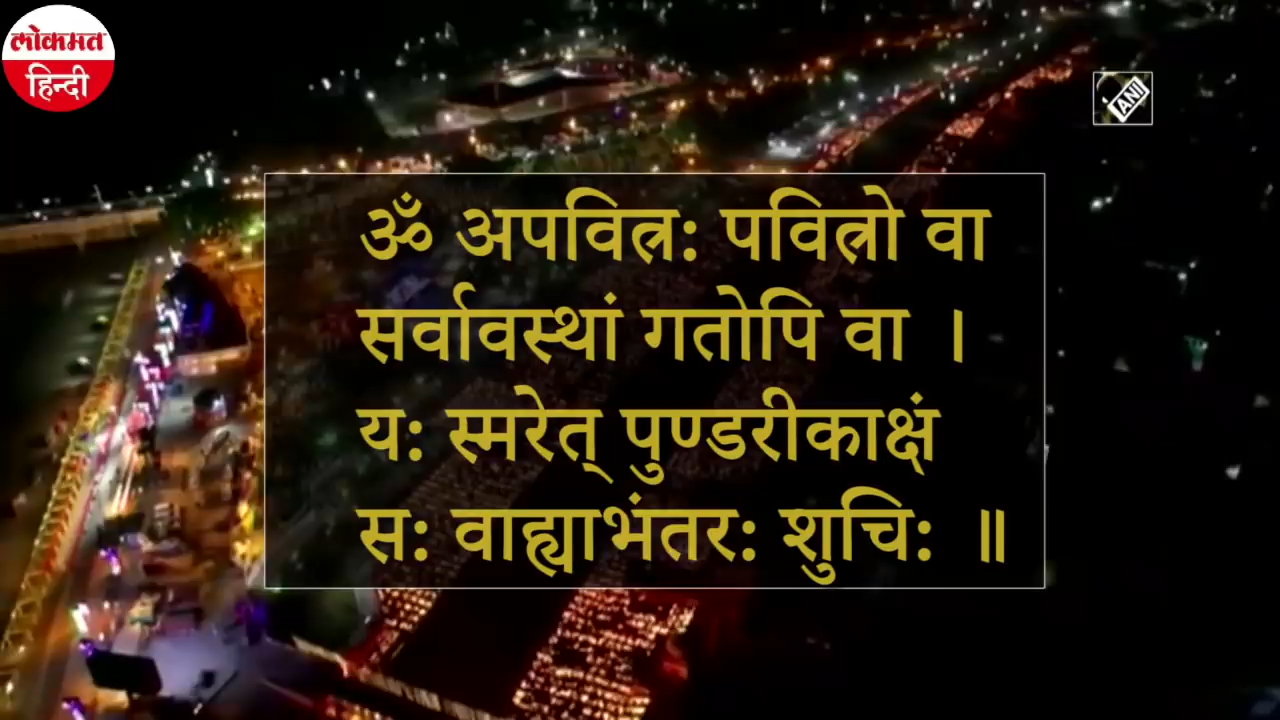 लोकमत
हिन्दी
ANI
ॐ अपवित्र: पवित्रो वा
सर्वावस्थां गतोपि वा ।
य: स्मरेत् पुण्डरीकाक्षं
स: वाह्याभंतर: शुचि: ॥